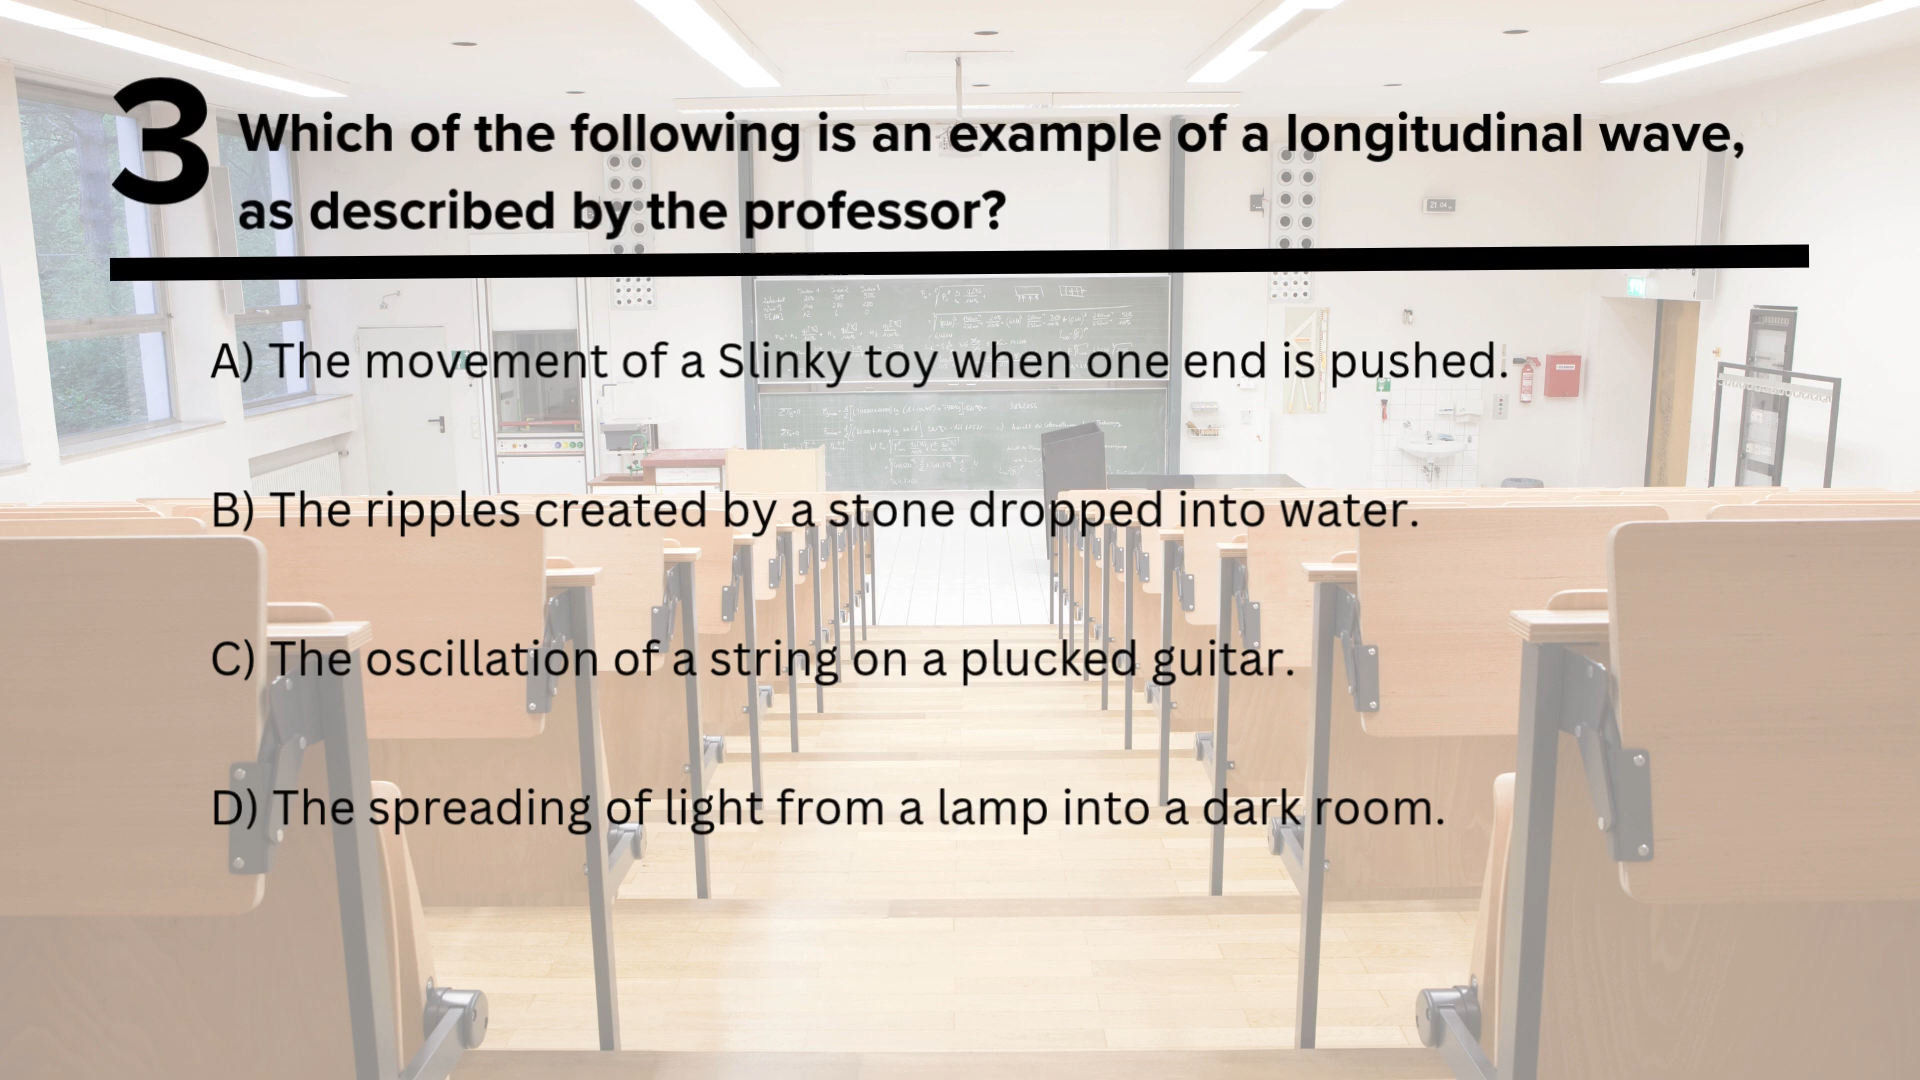 3 Which of the following is an example of a longitudinal wave,
as described by the professor?
A) The movement of a Slinky toy when one end is pushed.
B) The ripples created by a stone dropped into water.
C) The oscillation of a string on a plucked guitar.
D) The spreading of light from a lamp into a dark room.